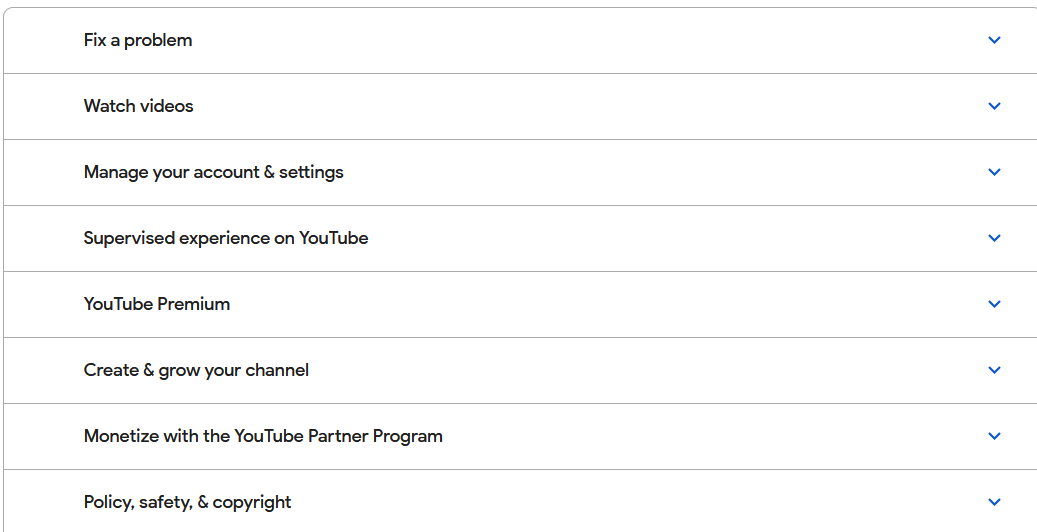 Fix a problem
Watch videos
Manage your account & settings
Supervised experience on YouTube
YouTube Premium
Create & grow your channel
Monetize with the YouTube Partner Program
Policy, safety, & copyright